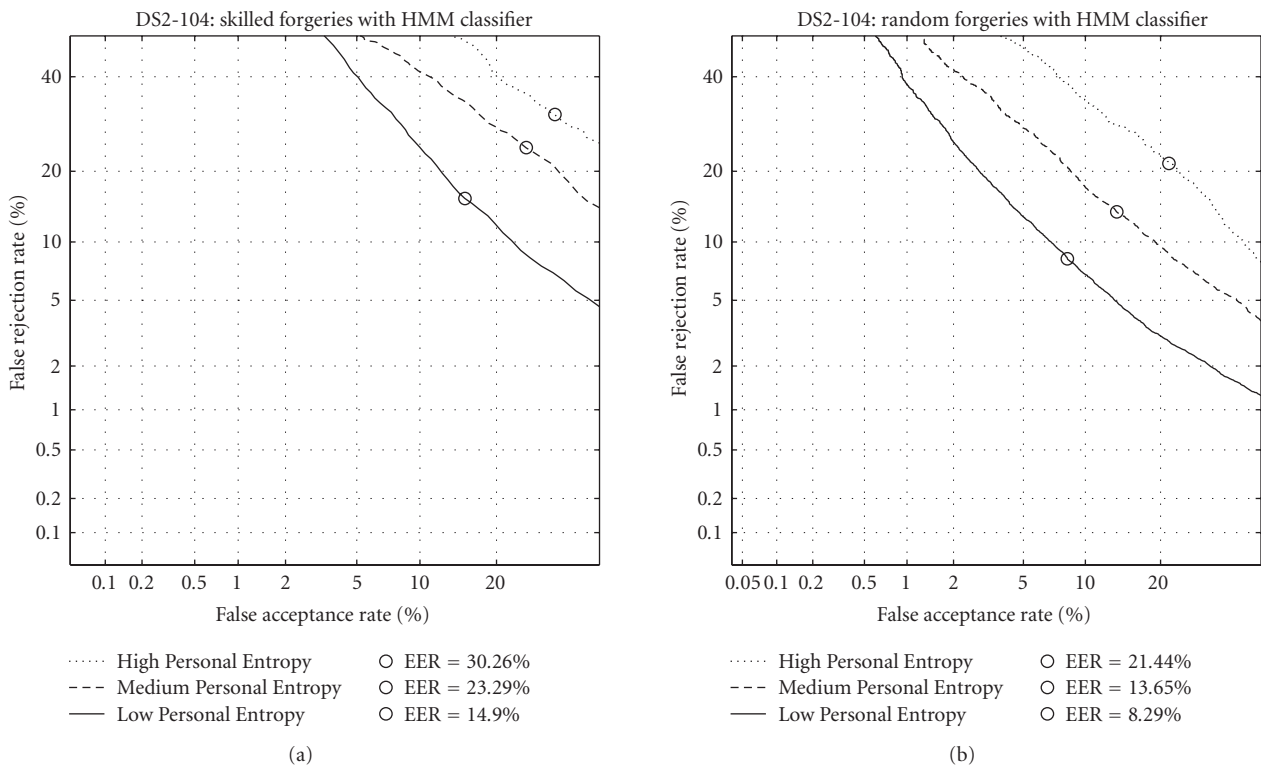 DS2-104: skilled forgeries with HMM classifier
False rejection rate (%)
40
20
10
5
2
1
0.5
0.2
0.1
0.1 0.2 0.5 1 2 5 10 20
False acceptance rate (%)
High Personal Entropy EER = 30.26%
Medium Personal Entropy EER = 23.29%
Low Personal Entropy EER = 14.9%
(a)
DS2-104: random forgeries with HMM classifier
False rejection rate (%)
40
20
10
5
2
1
0.5
0.2
0.1
0.05 0.1 0.2 0.5 1 2 5 10 20
False acceptance rate (%)
High Personal Entropy EER = 21.44%
Medium Personal Entropy EER = 13.65%
Low Personal Entropy EER = 8.29%
(b)